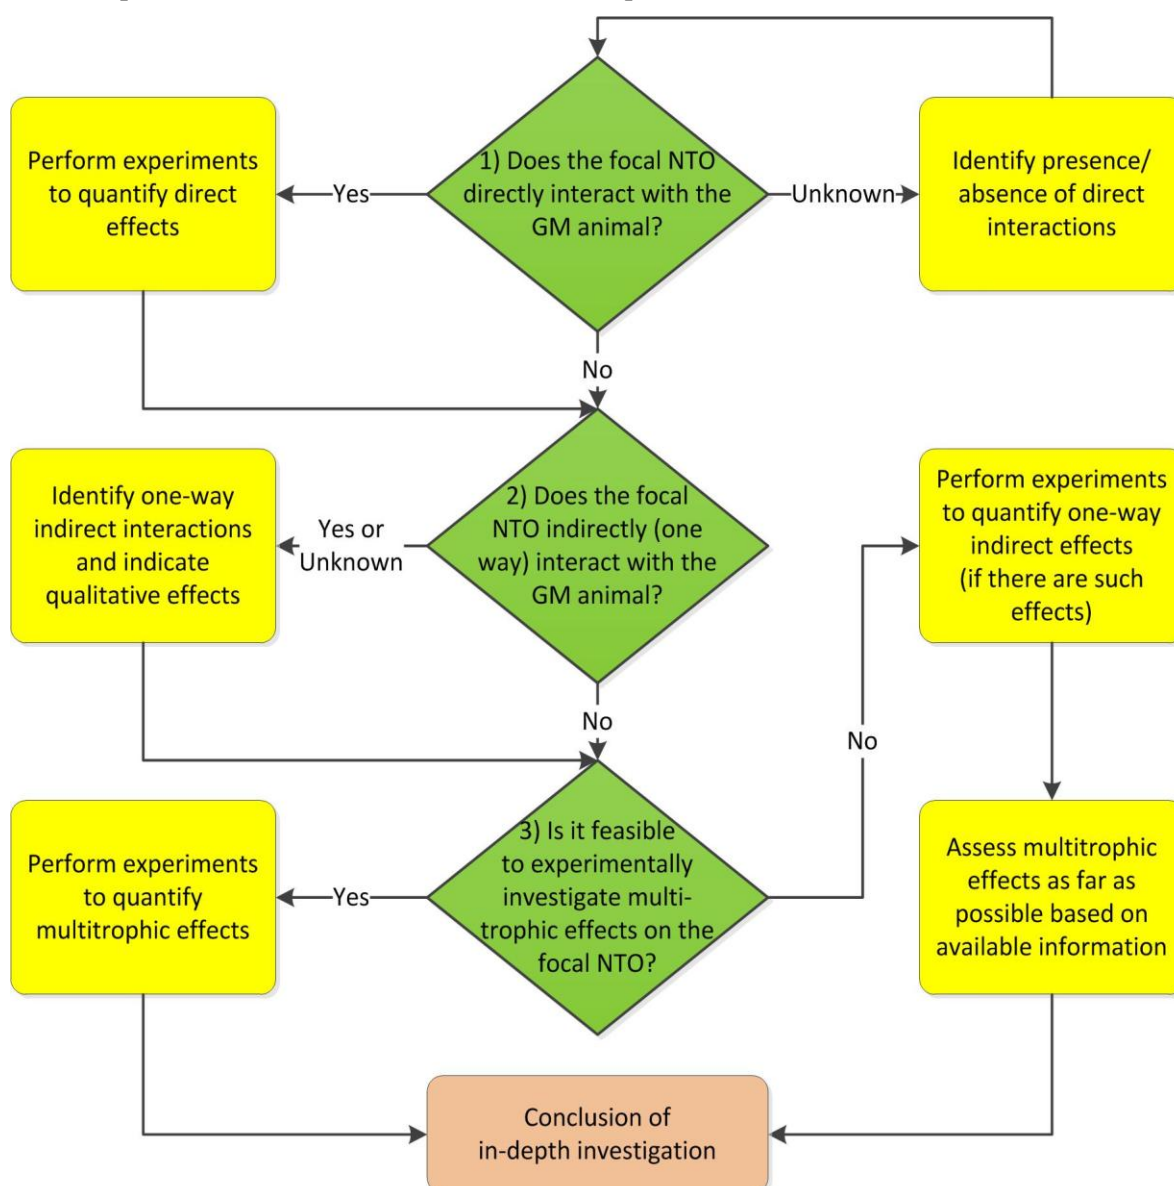 1) Does the focal NTO
directly interact with the
GM animal?
Yes
Unknown
Perform experiments
to quantify direct
effects
Identify presence/
absence of direct
interactions
No
2) Does the focal
NTO indirectly (one
way) interact with the
GM animal?
Yes or
Unknown
Identify one-way
indirect interactions
and indicate
qualitative effects
Perform experiments
to quantify one-way
indirect effects
(if there are such
effects)
No
No
3) Is it feasible
to experimentally
investigate multi-
trophic effects on the
focal NTO?
Yes
Perform experiments
to quantify
multitrophic effects
Assess multitrophic
effects as far as
possible based on
available information
Conclusion of
in-depth investigation